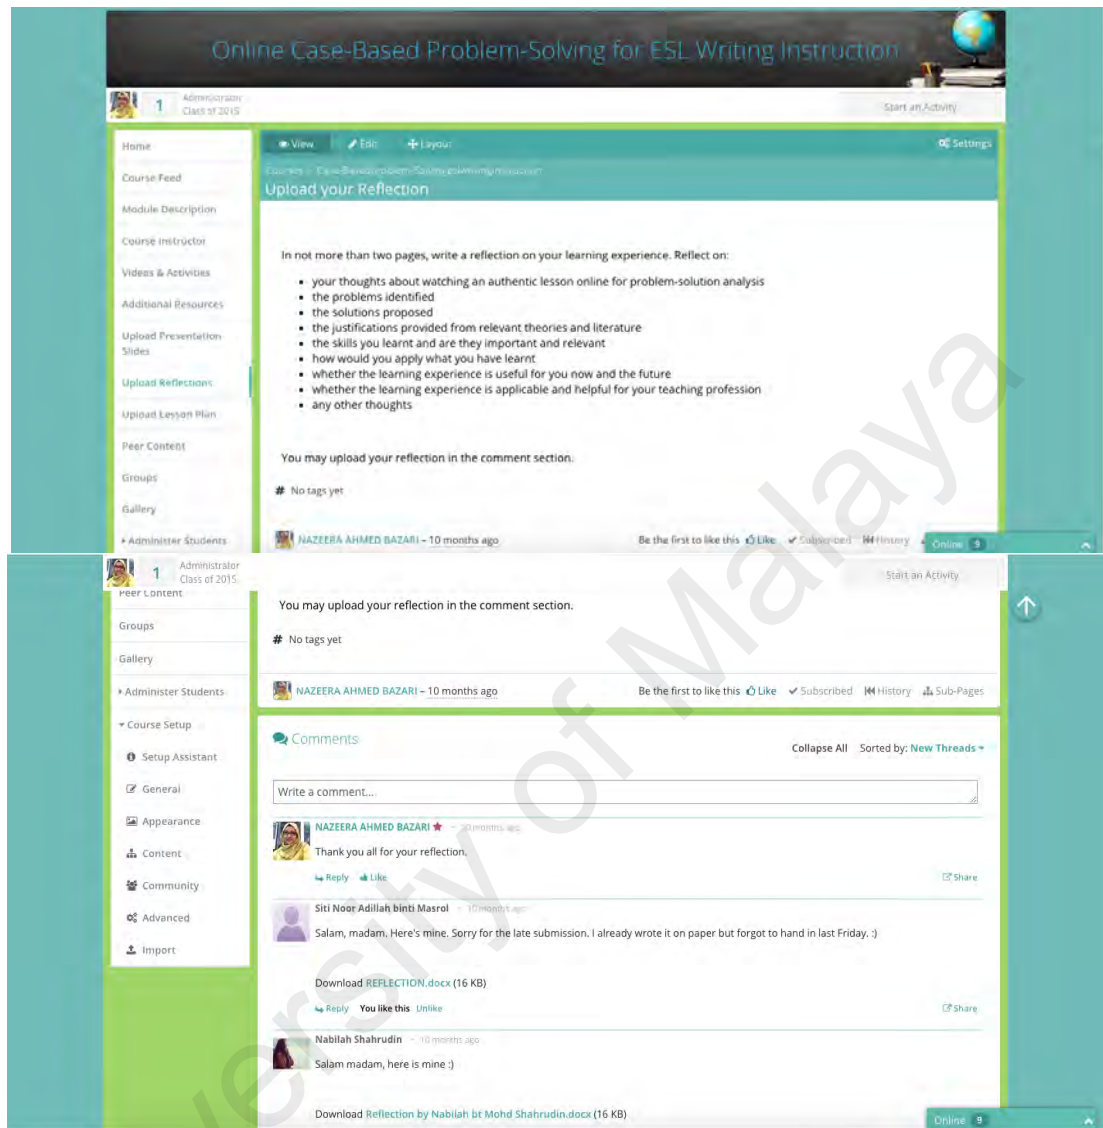 Online Case-Based Problem-Solving for ESL Writing Instruction
1
Administrator
Class of 2015
Start an Activity
Home
Course Feed
Module Description
Course Instructor
Videos & Activities
Additional Resources
Upload Presentation
Slides
Upload Reflections
Upload Lesson Plan
Peer Content
Groups
Gallery
Administer Students
View Edit Layout Settings
Courses
Upload your Reflection
In not more than two pages, write a reflection on your learning experience. Reflect on:
• your thoughts about watching an authentic lesson online for problem-solution analysis
• the problems identified
• the solutions proposed
• the justifications provided from relevant theories and literature
• the skills you learnt and are they important and relevant
• how would you apply what you have learnt
• whether the learning experience is useful for you now and the future
• whether the learning experience is applicable and helpful for your teaching profession
• any other thoughts
You may upload your reflection in the comment section.
# No tags yet
NAZEERA AHMED BAZARI – 10 months ago
Be the first to like this Like Subscribed History
Online 9
1
Administrator
Class of 2015
Start an Activity
Peer Content
Groups
Gallery
Administer Students
Course Setup
Setup Assistant
General
Appearance
Content
Community
Advanced
Import
You may upload your reflection in the comment section.
# No tags yet
NAZEERA AHMED BAZARI – 10 months ago
Be the first to like this Like Subscribed History Sub-Pages
Comments
Collapse All Sorted by: New Threads
Write a comment...
NAZEERA AHMED BAZARI - 10 months ago
Thank you all for your reflection.
Reply Like Share
Siti Noor Adillah binti Masrol - 10 months ago
Salam, madam. Here's mine. Sorry for the late submission. I already wrote it on paper but forgot to hand in last Friday. :)
Download REFLECTION.docx (16 KB)
Reply You like this Unlike Share
Nabilah Shahrudin - 10 months ago
Salam madam, here is mine :)
Download Reflection by Nabilah bt Mohd Shahrudin.docx (16 KB)
Online 9
versity of Malaya